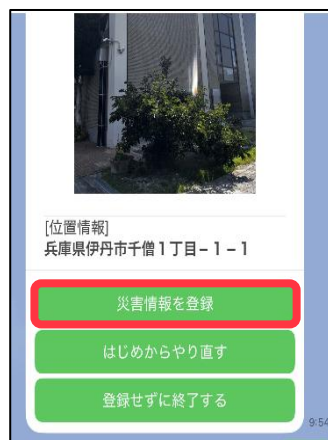 [位置情報]
兵庫県伊丹市千僧1丁目-1-1
災害情報を登録
はじめからやり直す
登録せずに終了する
9:54